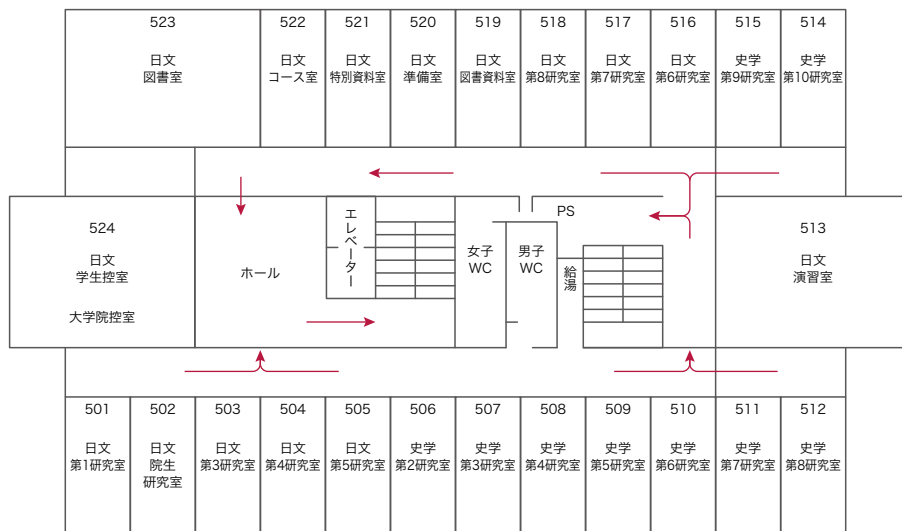 523
日文
図書室
522
日文
コース室
521
日文
特別資料室
520
日文
準備室
519
日文
図書資料室
518
日文
第8研究室
517
日文
第7研究室
516
日文
第6研究室
515
史学
第9研究室
514
史学
第10研究室
524
日文
学生控室
大学院控室
ホール
エレベーター
女子
WC
男子
WC
PS
給湯
513
日文
演習室
501
日文
第1研究室
502
日文
院生
研究室
503
日文
第3研究室
504
日文
第4研究室
505
日文
第5研究室
506
史学
第2研究室
507
史学
第3研究室
508
史学
第4研究室
509
史学
第5研究室
510
史学
第6研究室
511
史学
第7研究室
512
史学
第8研究室